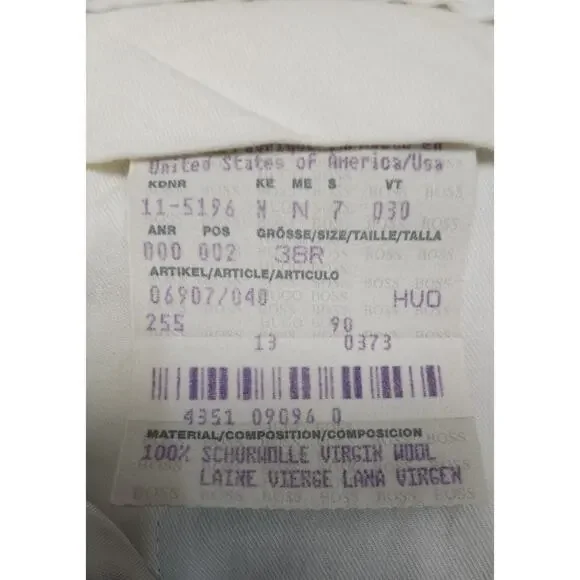 United States of America/Usa
KDNR KE ME S VT
11-5196 N 7 030
ANR POS GRÖSSE/SIZE/TAILLE/TALLA
000 002 38R
ARTIKEL/ARTICLE/ARTICULO
06907/040 HUO
255 90
13 0373
4351 09096 0
MATERIAL/COMPOSITION/COMPOSICION
100% SCHURWOLLE VIRGIN WOOL
LAINE VIERGE LANA VIRGEN